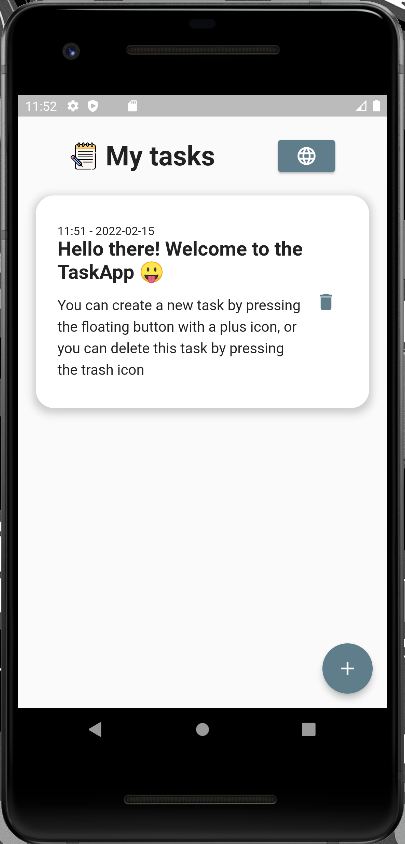 11:52
📝 My tasks
11:51 - 2022-02-15
Hello there! Welcome to the
TaskApp 😛
You can create a new task by pressing
the floating button with a plus icon, or
you can delete this task by pressing
the trash icon